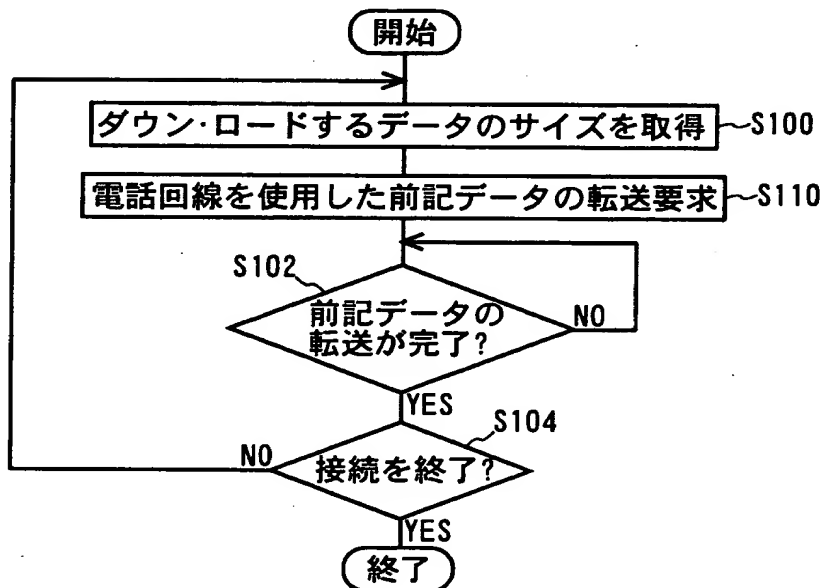 開始
ダウン・ロードするデータのサイズを取得
S100
電話回線を使用した前記データの転送要求
S110
S102
前記データの
転送が完了?
NO
YES
S104
NO
接続を終了?
YES
終了